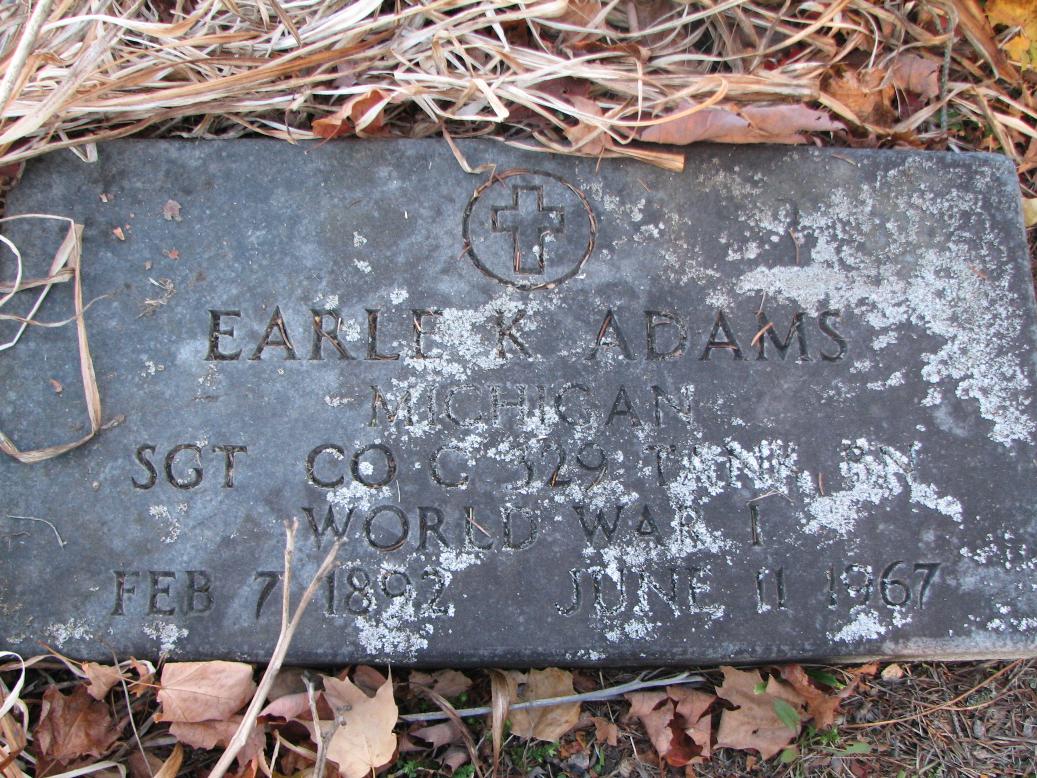 EARLE K ADAMS
MICHIGAN
SGT CO C 329 TANK BN
WORLD WAR I
FEB 7 1892 JUNE 11 1967